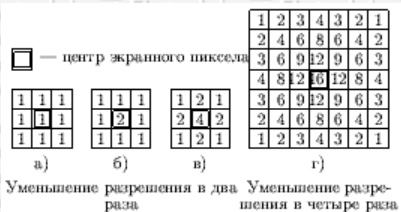 — центр экранного пиксела
1 1 1
1 1 1
1 1 1
а)
1 1 1
1 2 1
1 1 1
б)
1 2 1
2 4 2
1 2 1
в)
Уменьшение разрешения в два
раза
1 2 3 4 3 2 1
2 4 6 8 6 4 2
3 6 9 12 9 6 3
4 8 12 16 12 8 4
3 6 9 12 9 6 3
2 4 6 8 6 4 2
1 2 3 4 3 2 1
г)
Уменьшение разре-
шения в четыре раза